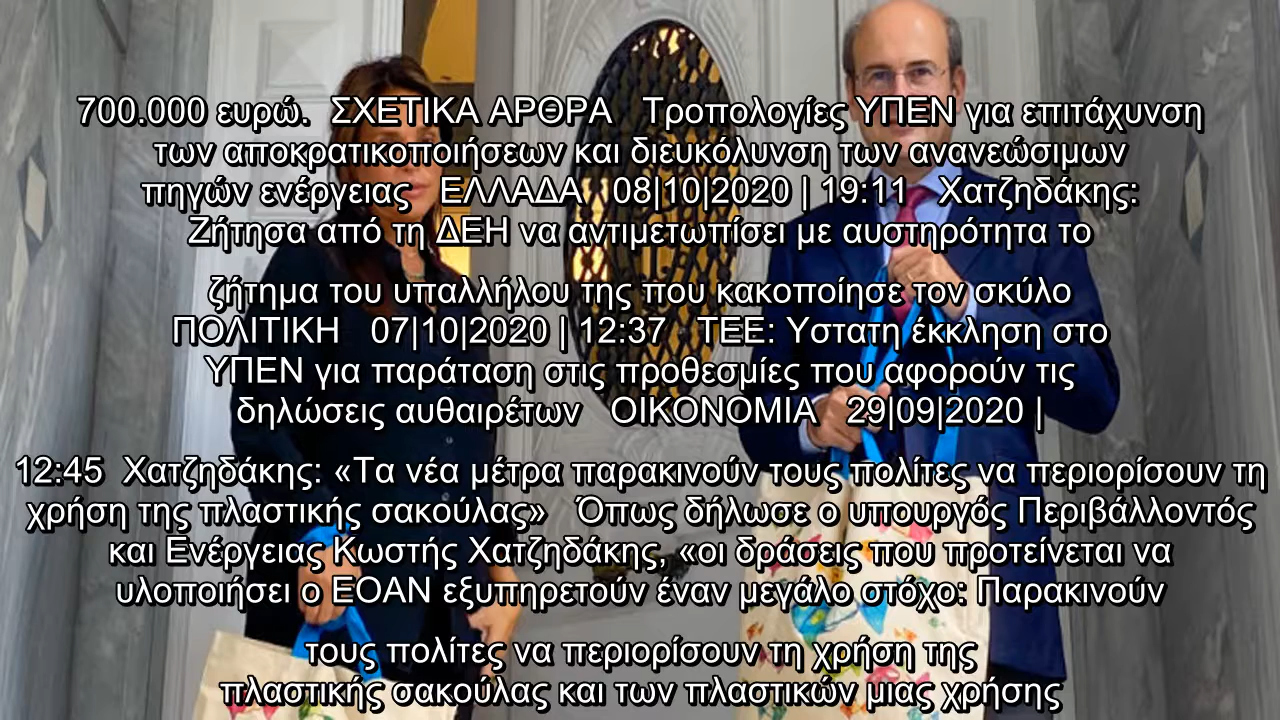 700.000 ευρώ. ΣΧΕΤΙΚΑ ΑΡΘΡΑ Τροπολογίες ΥΠΕΝ για επιτάχυνση
των αποκρατικοποιήσεων και διευκόλυνση των ανανεώσιμων
πηγών ενέργειας ΕΛΛΑΔΑ 08|10|2020 | 19:11 Χατζηδάκης:
Ζήτησα από τη ΔΕΗ να αντιμετωπίσει με αυστηρότητα το
ζήτημα του υπαλλήλου της που κακοποίησε τον σκύλο
ΠΟΛΙΤΙΚΗ 07|10|2020 | 12:37 ΤΕΕ: Υστατη έκκληση στο
ΥΠΕΝ για παράταση στις προθεσμίες που αφορούν τις
δηλώσεις αυθαιρέτων ΟΙΚΟΝΟΜΙΑ 29|09|2020 |
12:45 Χατζηδάκης: «Τα νέα μέτρα παρακινούν τους πολίτες να περιορίσουν τη
χρήση της πλαστικής σακούλας» Όπως δήλωσε ο υπουργός Περιβάλλοντός
και Ενέργειας Κωστής Χατζηδάκης, «οι δράσεις που προτείνεται να
υλοποιήσει ο ΕΟΑΝ εξυπηρετούν έναν μεγάλο στόχο: Παρακινούν
τους πολίτες να περιορίσουν τη χρήση της
πλαστικής σακούλας και των πλαστικών μιας χρήσης